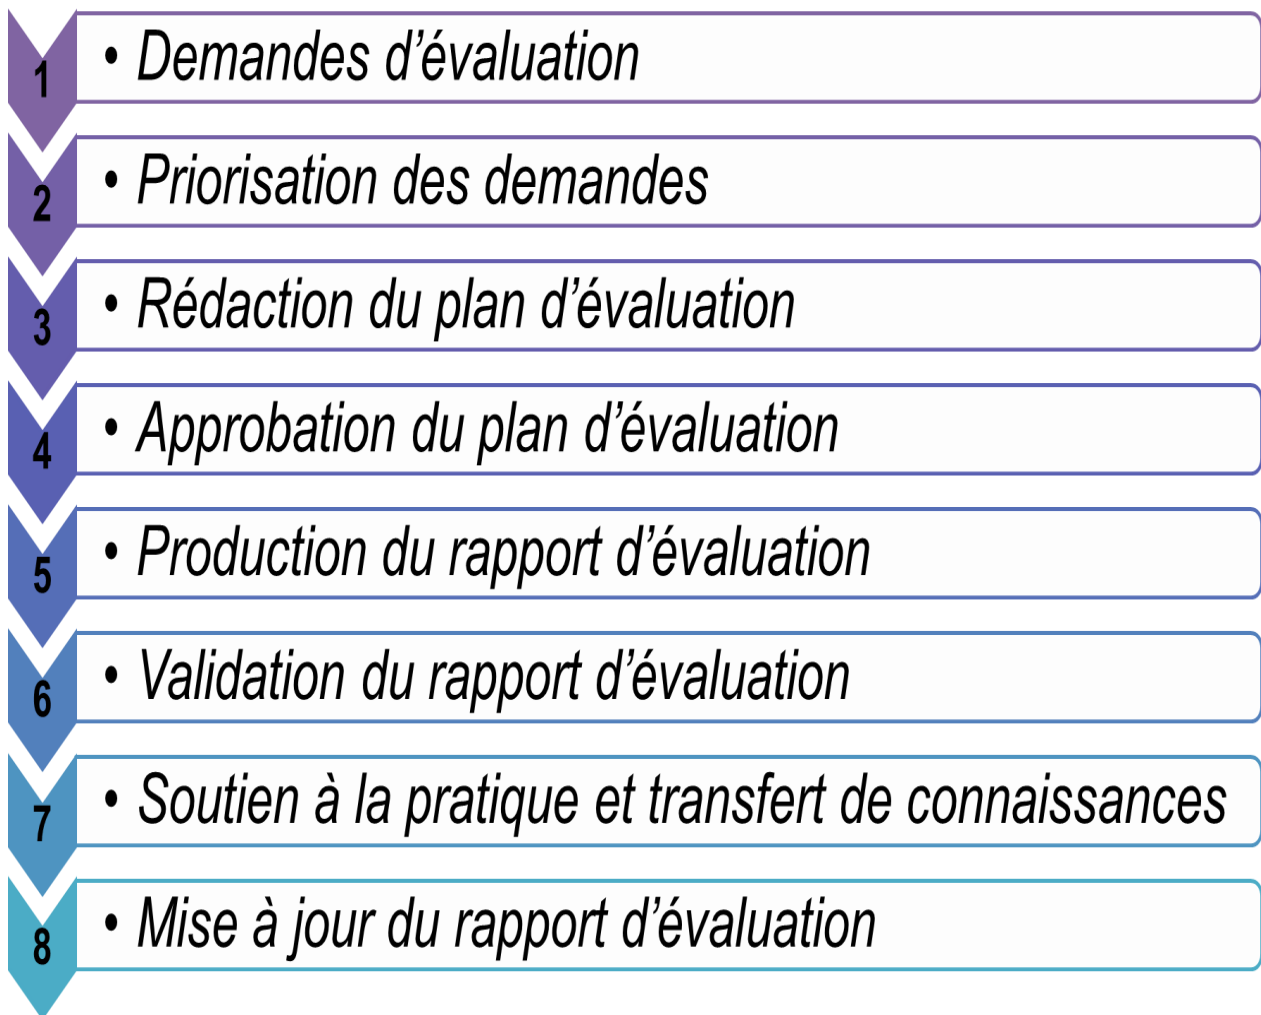 1
• Demandes d’évaluation
2
• Priorisation des demandes
3
• Rédaction du plan d’évaluation
4
• Approbation du plan d’évaluation
5
• Production du rapport d’évaluation
6
• Validation du rapport d’évaluation
7
• Soutien à la pratique et transfert de connaissances
8
• Mise à jour du rapport d’évaluation